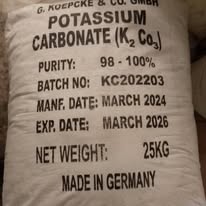 G. KOEPCKE & CO. GMBH
POTASSIUM
CARBONATE (K₂ Co₃)
PURITY: 98 - 100%
BATCH NO: KC202203
MANF. DATE: MARCH 2024
EXP. DATE: MARCH 2026
NET WEIGHT: 25KG
MADE IN GERMANY